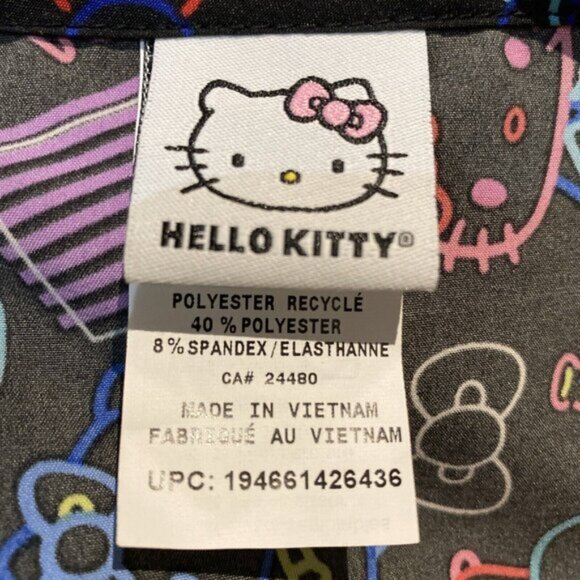 HELLO KITTY®
POLYESTER RECYCLÉ
40 % POLYESTER
8 % SPANDEX/ELASTHANNE
CA# 24480
MADE IN VIETNAM
FABRIQUÉ AU VIETNAM
UPC: 194661426436